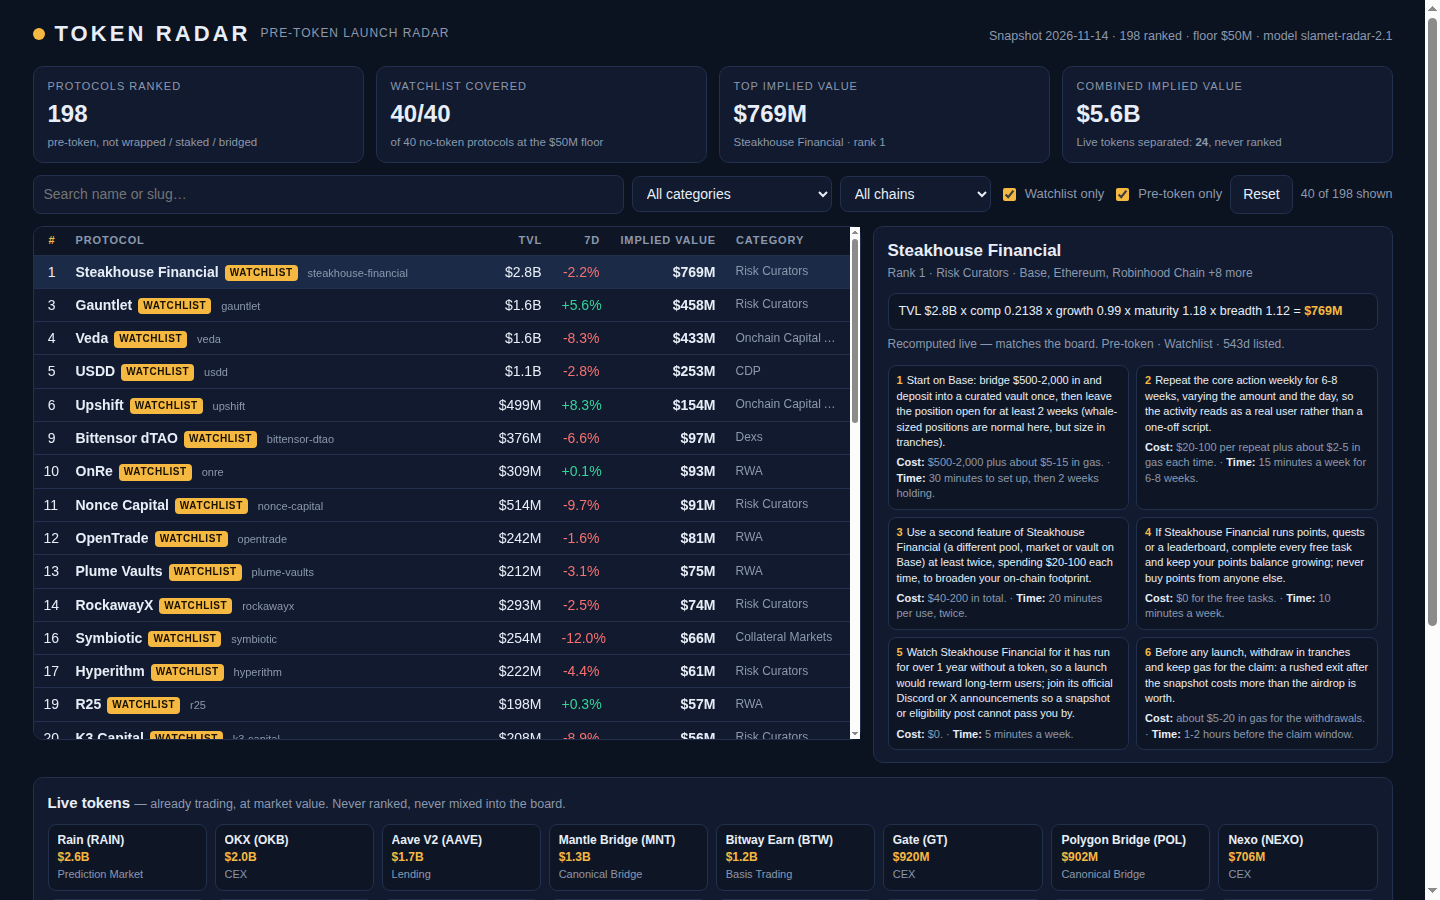 TOKEN RADAR PRE-TOKEN LAUNCH RADAR
Snapshot 2026-11-14 · 198 ranked · floor $50M · model slamet-radar-2.1
PROTOCOLS RANKED
198
pre-token, not wrapped / staked / bridged
WATCHLIST COVERED
40/40
of 40 no-token protocols at the $50M floor
TOP IMPLIED VALUE
$769M
Steakhouse Financial · rank 1
COMBINED IMPLIED VALUE
$5.6B
Live tokens separated: 24, never ranked
Search name or slug…
All categories
All chains
Watchlist only
Pre-token only
Reset
40 of 198 shown
# PROTOCOL TVL 7D IMPLIED VALUE CATEGORY
1 Steakhouse Financial WATCHLIST steakhouse-financial $2.8B -2.2% $769M Risk Curators
3 Gauntlet WATCHLIST gauntlet $1.6B +5.6% $458M Risk Curators
4 Veda WATCHLIST veda $1.6B -8.3% $433M Onchain Capital …
5 USDD WATCHLIST usdd $1.1B -2.8% $253M CDP
6 Upshift WATCHLIST upshift $499M +8.3% $154M Onchain Capital …
9 Bittensor dTAO WATCHLIST bittensor-dtao $376M -6.6% $97M Dexs
10 OnRe WATCHLIST onre $309M +0.1% $93M RWA
11 Nonce Capital WATCHLIST nonce-capital $514M -9.7% $91M Risk Curators
12 OpenTrade WATCHLIST opentrade $242M -1.6% $81M RWA
13 Plume Vaults WATCHLIST plume-vaults $212M -3.1% $75M RWA
14 RockawayX WATCHLIST rockawayx $293M -2.5% $74M Risk Curators
16 Symbiotic WATCHLIST symbiotic $254M -12.0% $66M Collateral Markets
17 Hyperithm WATCHLIST hyperithm $222M -4.4% $61M Risk Curators
19 R25 WATCHLIST r25 $198M +0.3% $57M RWA
20 K3 Capital WATCHLIST k3-capital $208M -8.9% $56M Risk Curators
Steakhouse Financial
Rank 1 · Risk Curators · Base, Ethereum, Robinhood Chain +8 more
TVL $2.8B x comp 0.2138 x growth 0.99 x maturity 1.18 x breadth 1.12 = $769M
Recomputed live — matches the board. Pre-token · Watchlist · 543d listed.
1 Start on Base: bridge $500-2,000 in and
deposit into a curated vault once, then leave
the position open for at least 2 weeks (whale-
sized positions are normal here, but size in
tranches).
Cost: $500-2,000 plus about $5-15 in gas. ·
Time: 30 minutes to set up, then 2 weeks
holding.
2 Repeat the core action weekly for 6-8
weeks, varying the amount and the day, so
the activity reads as a real user rather than a
one-off script.
Cost: $20-100 per repeat plus about $2-5 in
gas each time. · Time: 15 minutes a week for
6-8 weeks.
3 Use a second feature of Steakhouse
Financial (a different pool, market or vault on
Base) at least twice, spending $20-100 each
time, to broaden your on-chain footprint.
Cost: $40-200 in total. · Time: 20 minutes
per use, twice.
4 If Steakhouse Financial runs points, quests
or a leaderboard, complete every free task
and keep your points balance growing; never
buy points from anyone else.
Cost: $0 for the free tasks. · Time: 10
minutes a week.
5 Watch Steakhouse Financial for it has run
for over 1 year without a token, so a launch
would reward long-term users; join its official
Discord or X announcements so a snapshot
or eligibility post cannot pass you by.
Cost: $0. · Time: 5 minutes a week.
6 Before any launch, withdraw in tranches
and keep gas for the claim: a rushed exit after
the snapshot costs more than the airdrop is
worth.
Cost: about $5-20 in gas for the withdrawals.
· Time: 1-2 hours before the claim window.
Live tokens — already trading, at market value. Never ranked, never mixed into the board.
Rain (RAIN)
$2.6B
Prediction Market
OKX (OKB)
$2.0B
CEX
Aave V2 (AAVE)
$1.7B
Lending
Mantle Bridge (MNT)
$1.3B
Canonical Bridge
Bitway Earn (BTW)
$1.2B
Basis Trading
Gate (GT)
$920M
CEX
Polygon Bridge (POL)
$902M
Canonical Bridge
Nexo (NEXO)
$706M
CEX